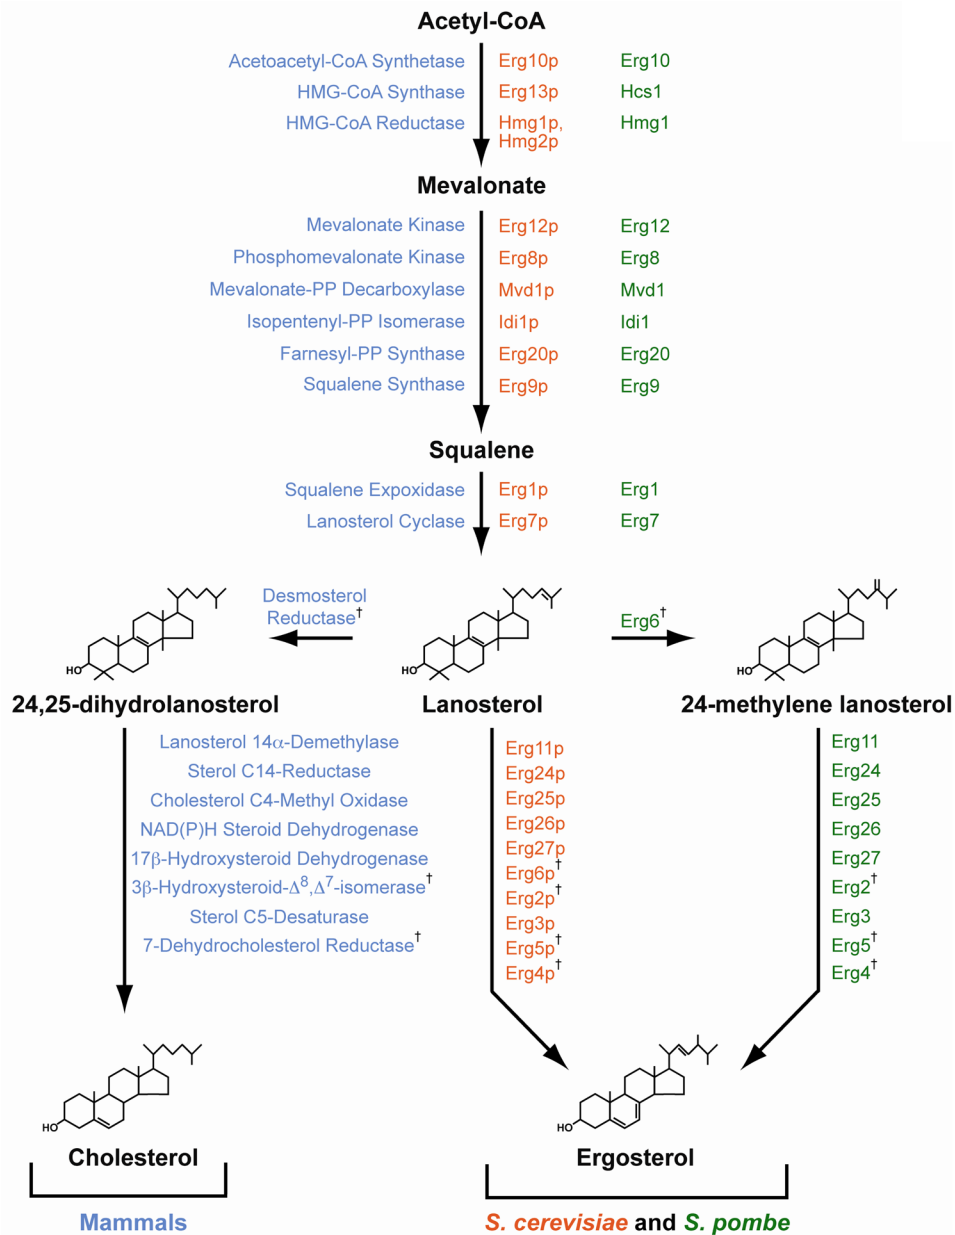 Acetyl-CoA
Acetoacetyl-CoA Synthetase Erg10p Erg10
HMG-CoA Synthase Erg13p Hcs1
HMG-CoA Reductase Hmg1p, Hmg1
Hmg2p
Mevalonate
Mevalonate Kinase Erg12p Erg12
Phosphomevalonate Kinase Erg8p Erg8
Mevalonate-PP Decarboxylase Mvd1p Mvd1
Isopentenyl-PP Isomerase Idi1p Idi1
Farnesyl-PP Synthase Erg20p Erg20
Squalene Synthase Erg9p Erg9
Squalene
Squalene Expoxidase Erg1p Erg1
Lanosterol Cyclase Erg7p Erg7
Desmosterol
Reductase†
Erg6†
HO
HO
HO
24,25-dihydrolanosterol Lanosterol 24-methylene lanosterol
Lanosterol 14α-Demethylase
Sterol C14-Reductase
Cholesterol C4-Methyl Oxidase
NAD(P)H Steroid Dehydrogenase
17β-Hydroxysteroid Dehydrogenase
3β-Hydroxysteroid-Δ⁸,Δ⁷-isomerase†
Sterol C5-Desaturase
7-Dehydrocholesterol Reductase†
Erg11p
Erg24p
Erg25p
Erg26p
Erg27p
Erg6p†
Erg2p†
Erg3p
Erg5p†
Erg4p†
Erg11
Erg24
Erg25
Erg26
Erg27
Erg2†
Erg3
Erg5†
Erg4†
HO
HO
Cholesterol Ergosterol
Mammals S. cerevisiae and S. pombe